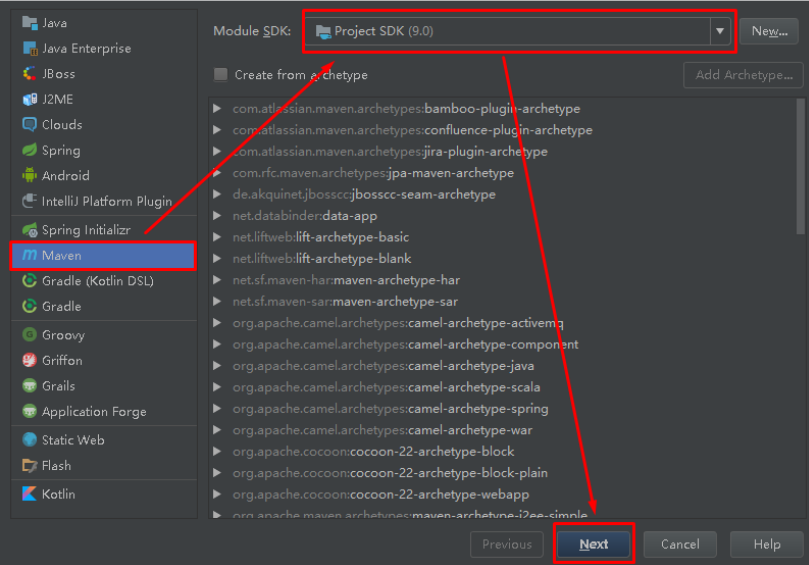 Java
Java Enterprise
JBoss
J2ME
Clouds
Spring
Android
IntelliJ Platform Plugin
Spring Initializr
Maven
Gradle (Kotlin DSL)
Gradle
Groovy
Griffon
Grails
Application Forge
Static Web
Flash
Kotlin
Module SDK: Project SDK (9.0) New...
Create from archetype Add Archetype...
com.atlassian.maven.archetypes:bamboo-plugin-archetype
com.atlassian.maven.archetypes:confluence-plugin-archetype
com.atlassian.maven.archetypes:jira-plugin-archetype
com.rfc.maven.archetypes:jpa-maven-archetype
de.akquinet.jbosscc:jbosscc-seam-archetype
net.databinder:data-app
net.liftweb:lift-archetype-basic
net.liftweb:lift-archetype-blank
net.sf.maven-har:maven-archetype-har
net.sf.maven-sar:maven-archetype-sar
org.apache.camel.archetypes:camel-archetype-activemq
org.apache.camel.archetypes:camel-archetype-component
org.apache.camel.archetypes:camel-archetype-java
org.apache.camel.archetypes:camel-archetype-scala
org.apache.camel.archetypes:camel-archetype-spring
org.apache.camel.archetypes:camel-archetype-war
org.apache.cocoon:cocoon-22-archetype-block
org.apache.cocoon:cocoon-22-archetype-block-plain
org.apache.cocoon:cocoon-22-archetype-webapp
org.apache.maven.archetypes:maven-archetype-j2ee-simple
Previous Next Cancel Help